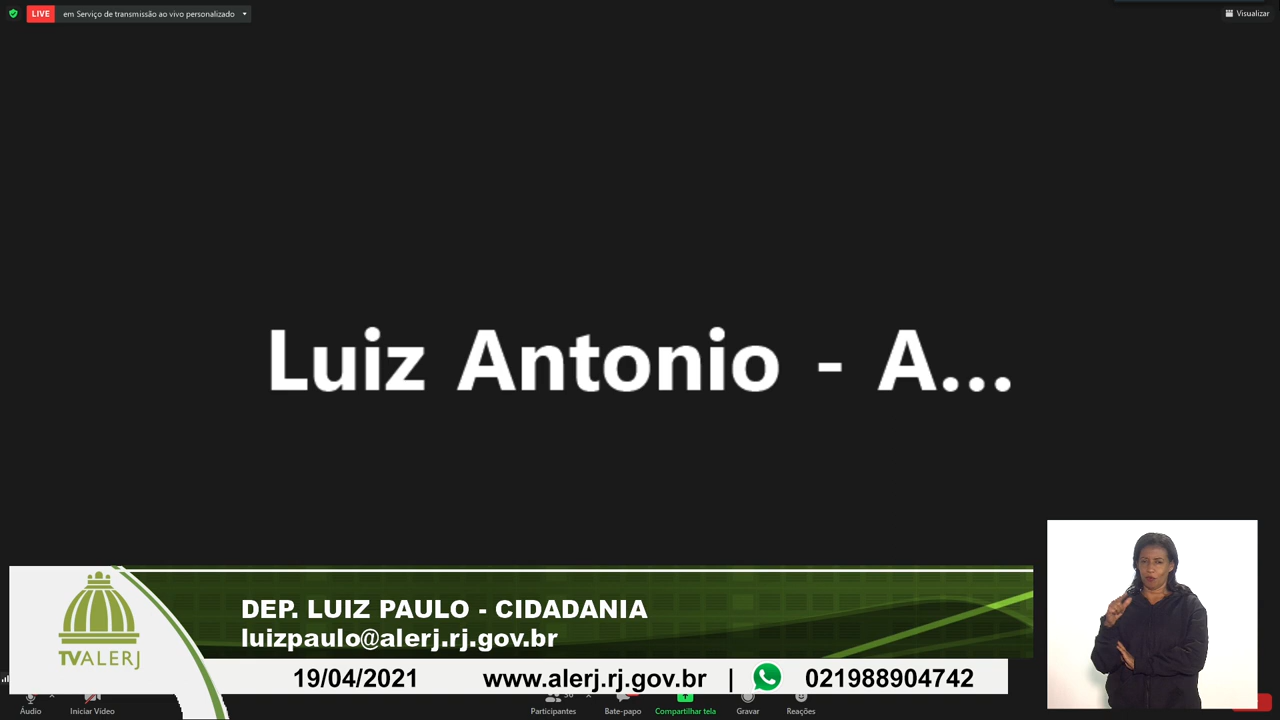 LIVE em Serviço de transmissão ao vivo personalizado
Visualizar
Luiz Antonio - A...
DEP. LUIZ PAULO - CIDADANIA
luizpaulo@alerj.rj.gov.br
TVALERJ
19/04/2021 www.alerj.rj.gov.br | 021988904742
Áudio Iniciar Vídeo Participantes Bate-papo Compartilhar tela Gravar Reações